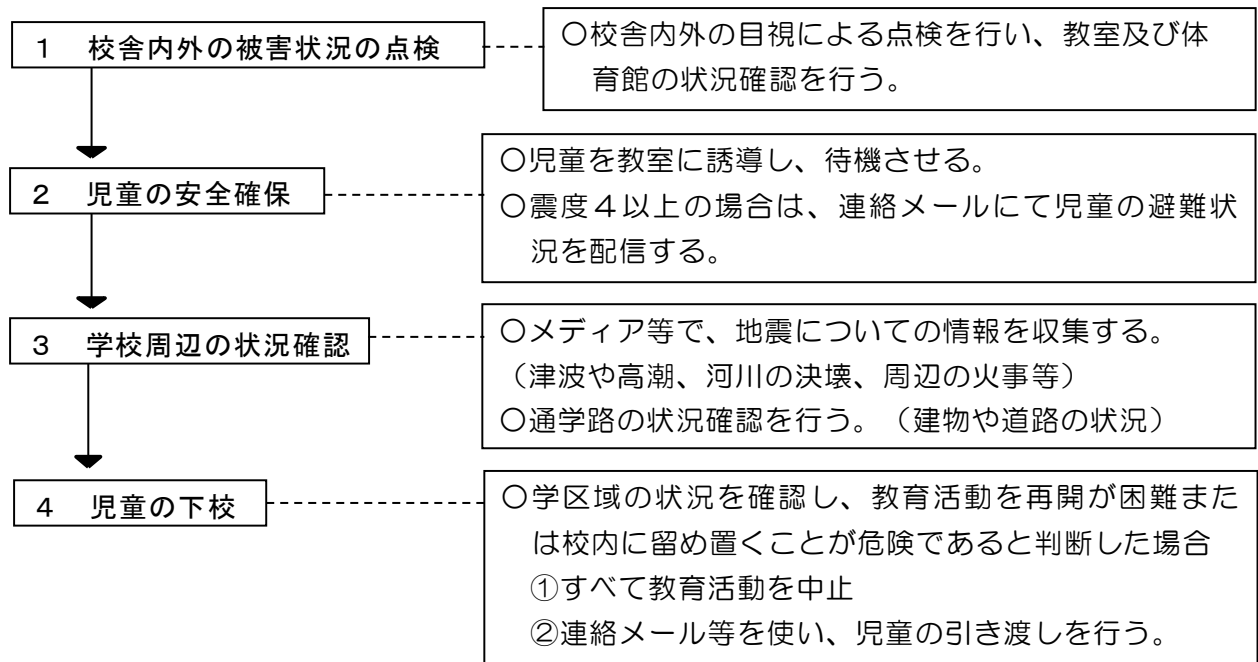 １　校舎内外の被害状況の点検
〇校舎内外の目視による点検を行い、教室及び体
育館の状況確認を行う。
２　児童の安全確保
〇児童を教室に誘導し、待機させる。
〇震度４以上の場合は、連絡メールにて児童の避難状
況を配信する。
３　学校周辺の状況確認
〇メディア等で、地震についての情報を収集する。
（津波や高潮、河川の決壊、周辺の火事等）
〇通学路の状況確認を行う。（建物や道路の状況）
４　児童の下校
〇学区域の状況を確認し、教育活動を再開が困難また
は校内に留め置くことが危険であると判断した場合
①すべて教育活動を中止
②連絡メール等を使い、児童の引き渡しを行う。